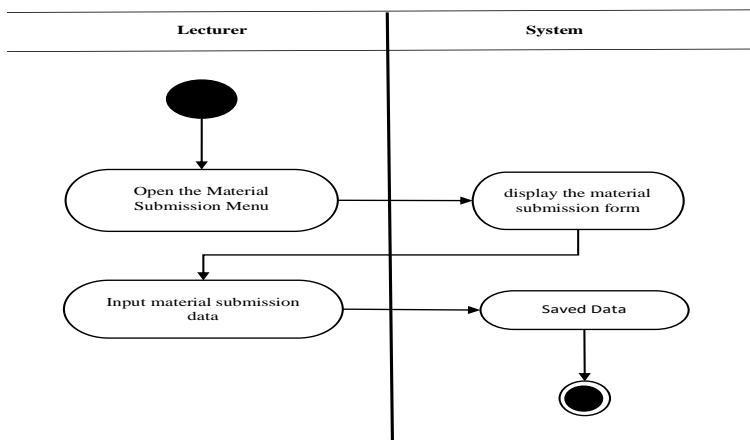 Lecturer
System
Open the Material
Submission Menu
display the material
submission form
Input material submission
data
Saved Data